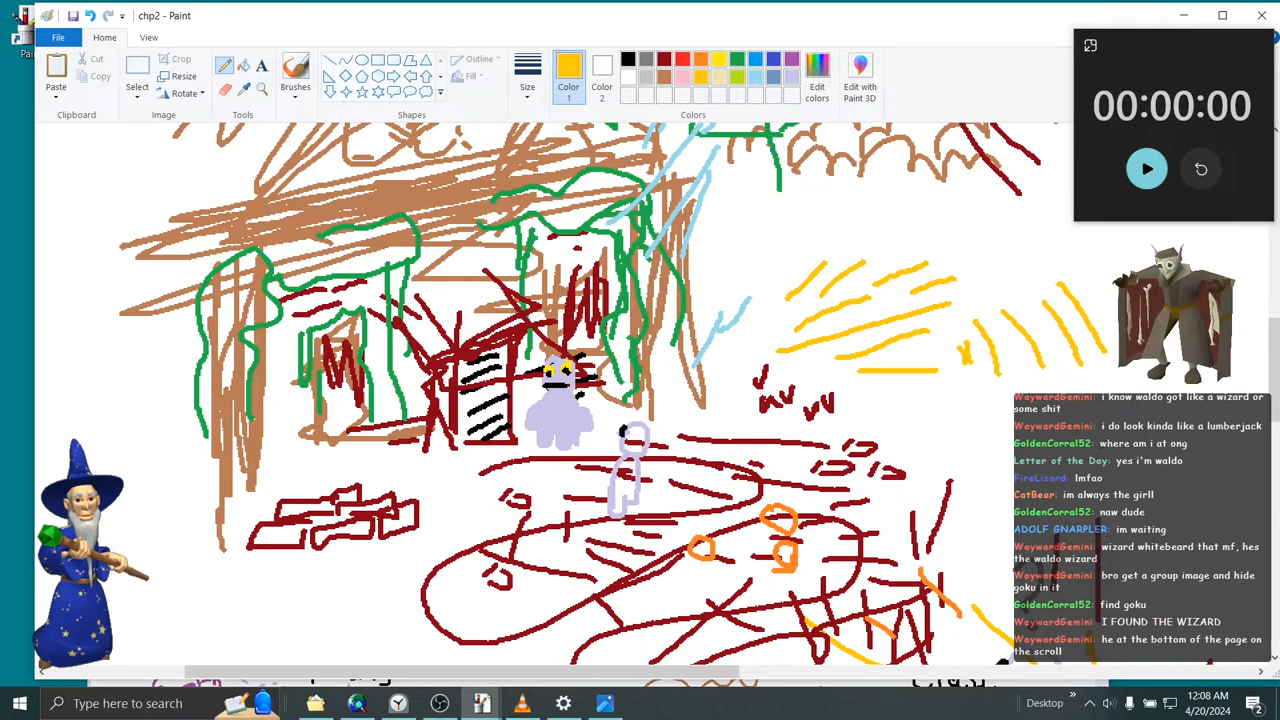 chp2 - Paint
File
Home
View
Cut
Copy
Paste
Clipboard
Crop
Resize
Rotate
Select
Image
A
Tools
Brushes
Outline
Fill
Shapes
Size
Color
1
Color
2
Edit
colors
Edit with
Paint 3D
Colors
Pain
00:00:00
WaywardGemini: i know waldo got like a wizard or
some shit
WaywardGemini: i do look kinda like a lumberjack
GoldenCorral52: where am i at ong
Letter of the Day: yes i'm waldo
FireLizard: lmfao
CatBear: im always the girll
GoldenCorral52: naw dude
ADOLF GNARPLER: im waiting
WaywardGemini: wizard whitebeard that mf, hes
the waldo wizard
WaywardGemini: bro get a group image and hide
goku in it
GoldenCorral52: find goku
WaywardGemini: I FOUND THE WIZARD
WaywardGemini: he at the bottom of the page on
the scroll
Type here to search
Desktop
12:08 AM
4/20/2024
2